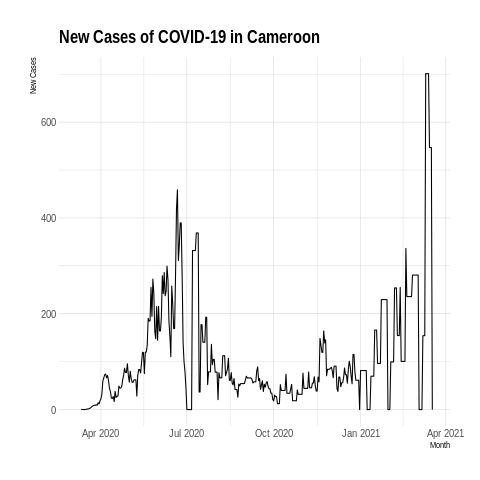 New Cases of COVID-19 in Cameroon
New Cases
600
400
200
0
Apr 2020
Jul 2020
Oct 2020
Jan 2021
Apr 2021
Month